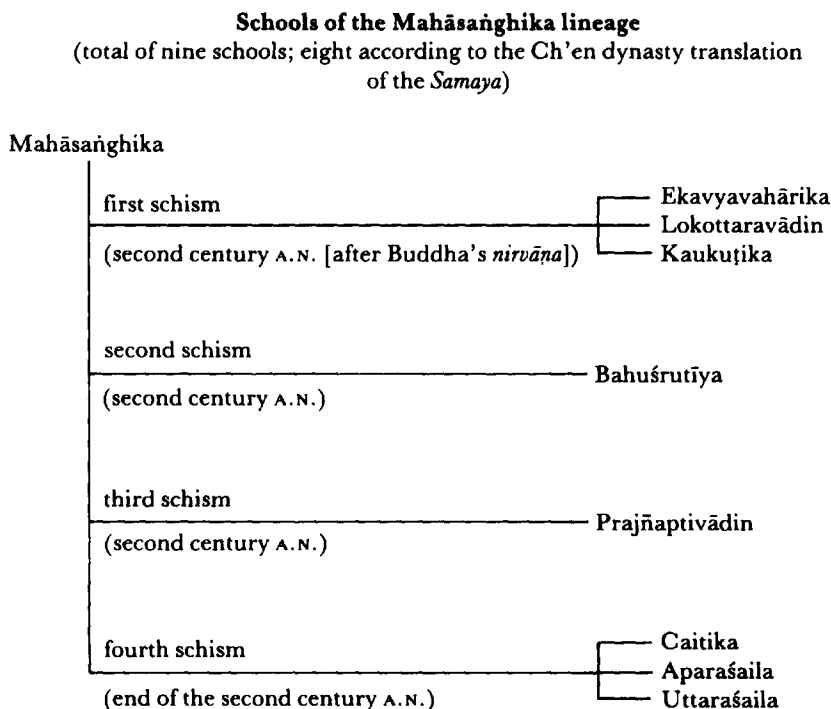 Schools of the Mahāsaṅghika lineage
(total of nine schools; eight according to the Ch’en dynasty translation
of the Samaya)
Mahāsaṅghika
first schism
(second century A.N. [after Buddha’s nirvāṇa])
Ekavyavahārika
Lokottaravādin
Kaukuṭika
second schism
(second century A.N.)
Bahuśrutīya
third schism
(second century A.N.)
Prajñaptivādin
fourth schism
(end of the second century A.N.)
Caitika
Aparaśaila
Uttaraśaila